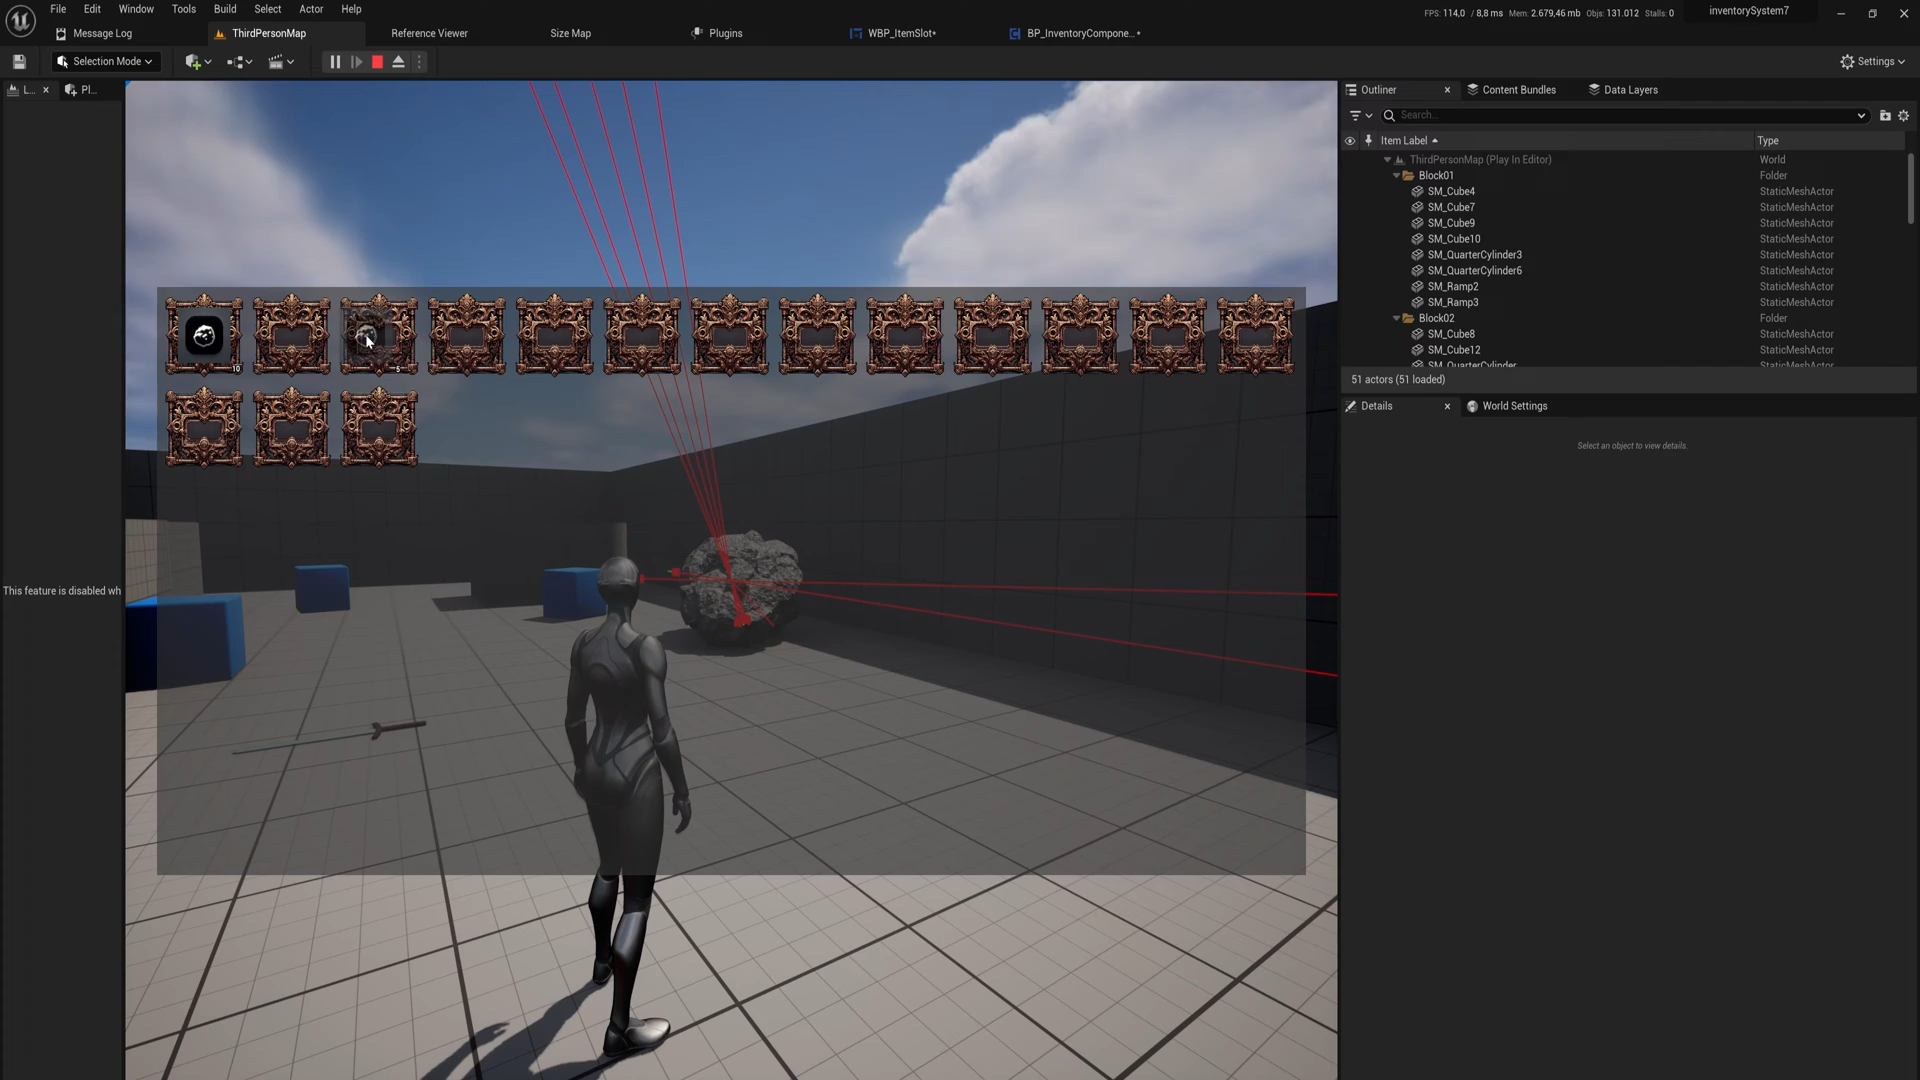 File Edit Window Tools Build Select Actor Help
FPS: 114,0 / 8,8 ms Mem: 2.679,46 mb Objs: 131.012 Stalls: 0
inventorySystem7
Message Log
ThirdPersonMap
Reference Viewer
Size Map
Plugins
WBP_ItemSlot*
BP_InventoryCompone...*
Selection Mode
Settings
L...
Pl...
Outliner
Content Bundles
Data Layers
Search...
Item Label
Type
ThirdPersonMap (Play In Editor) World
Block01 Folder
SM_Cube4 StaticMeshActor
SM_Cube7 StaticMeshActor
SM_Cube9 StaticMeshActor
SM_Cube10 StaticMeshActor
SM_QuarterCylinder3 StaticMeshActor
SM_QuarterCylinder6 StaticMeshActor
SM_Ramp2 StaticMeshActor
SM_Ramp3 StaticMeshActor
Block02 Folder
SM_Cube8 StaticMeshActor
SM_Cube12 StaticMeshActor
SM_QuarterCylinder StaticMeshActor
51 actors (51 loaded)
Details
World Settings
Select an object to view details.
10
5
This feature is disabled wh